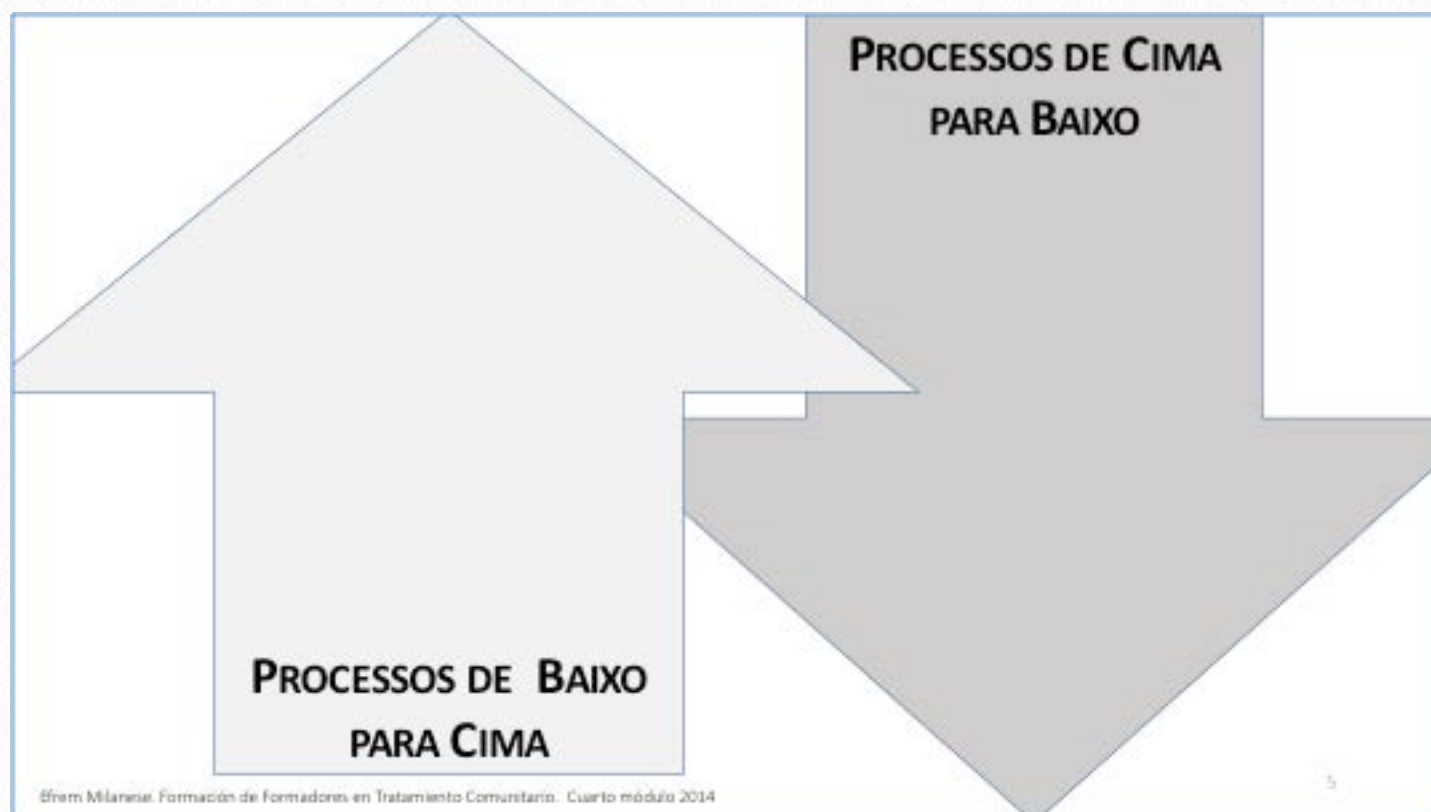 PROCESSOS DE CIMA
PARA BAIXO
PROCESSOS DE BAIXO
PARA CIMA
Efrem Milanese. Formación de Formadores en Tratamiento Comunitario. Cuarto módulo 2014
5